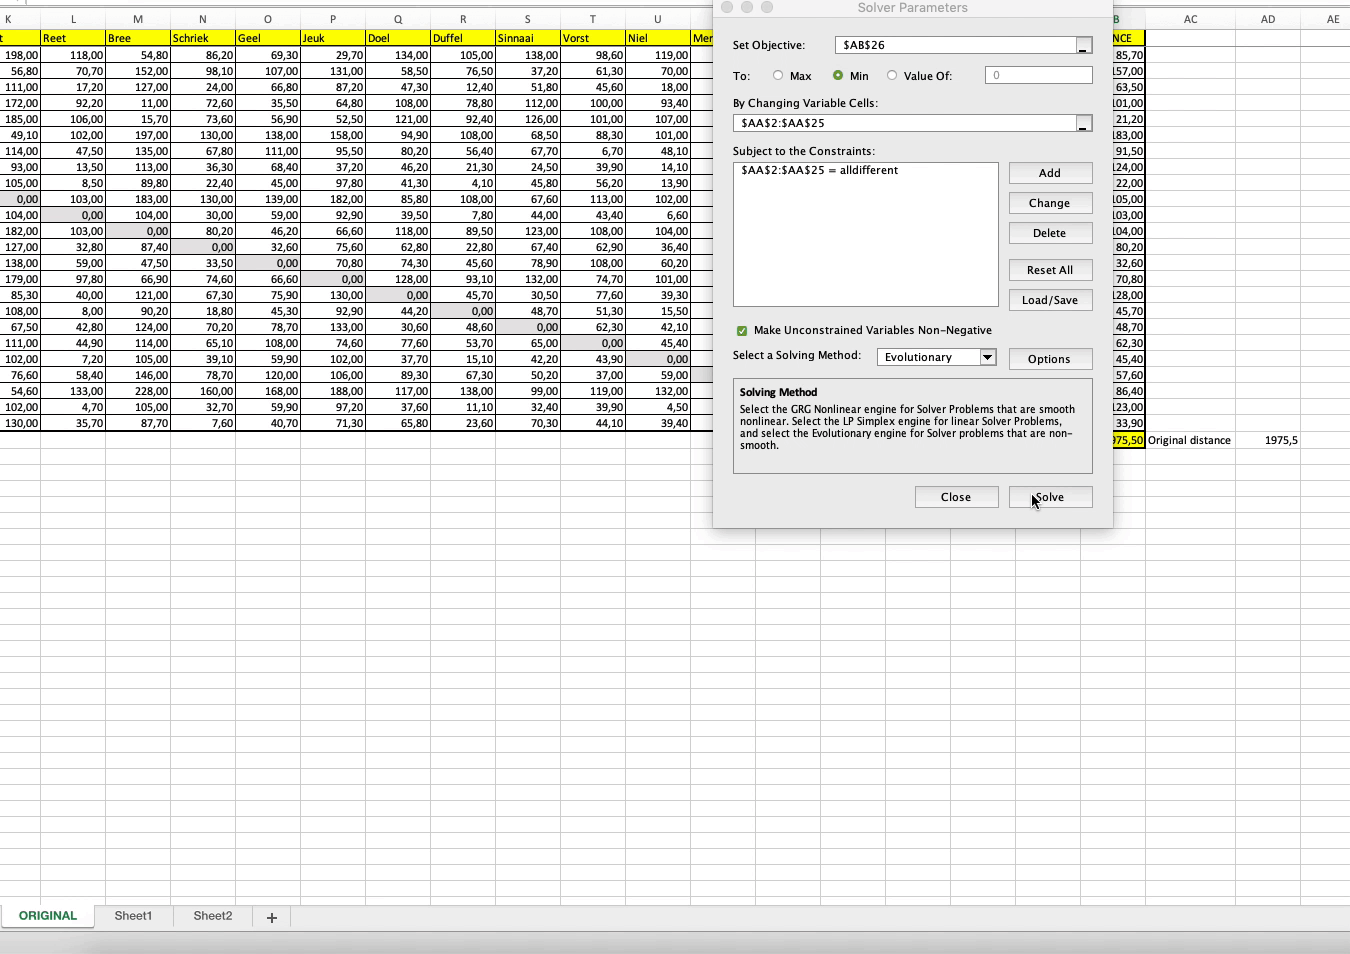 K L M N O P Q R S T U B AC AD AE
t Reet Bree Schriek Geel Jeuk Doel Duffel Sinnaai Vorst Niel Mer NCE
198,00 118,00 54,80 86,20 69,30 29,70 134,00 105,00 138,00 98,60 119,00 85,70
56,80 70,70 152,00 98,10 107,00 131,00 58,50 76,50 37,20 61,30 70,00 157,00
111,00 17,20 127,00 24,00 66,80 87,20 47,30 12,40 51,80 45,60 18,00 63,50
172,00 92,20 11,00 72,60 35,50 64,80 108,00 78,80 112,00 100,00 93,40 101,00
185,00 106,00 15,70 73,60 56,90 52,50 121,00 92,40 126,00 101,00 107,00 21,20
49,10 102,00 197,00 130,00 138,00 158,00 94,90 108,00 68,50 88,30 101,00 183,00
114,00 47,50 135,00 67,80 111,00 95,50 80,20 56,40 67,70 6,70 48,10 91,50
93,00 13,50 113,00 36,30 68,40 37,20 46,20 21,30 24,50 39,90 14,10 124,00
105,00 8,50 89,80 22,40 45,00 97,80 41,30 4,10 45,80 56,20 13,90 22,00
0,00 103,00 183,00 130,00 139,00 182,00 85,80 108,00 67,60 113,00 102,00 105,00
104,00 0,00 104,00 30,00 59,00 92,90 39,50 7,80 44,00 43,40 6,60 103,00
182,00 103,00 0,00 80,20 46,20 66,60 118,00 89,50 123,00 108,00 104,00 104,00
127,00 32,80 87,40 0,00 32,60 75,60 62,80 22,80 67,40 62,90 36,40 80,20
138,00 59,00 47,50 33,50 0,00 70,80 74,30 45,60 78,90 108,00 60,20 32,60
179,00 97,80 66,90 74,60 66,60 0,00 128,00 93,10 132,00 74,70 101,00 70,80
85,30 40,00 121,00 67,30 75,90 130,00 0,00 45,70 30,50 77,60 39,30 128,00
108,00 8,00 90,20 18,80 45,30 92,90 44,20 0,00 48,70 51,30 15,50 45,70
67,50 42,80 124,00 70,20 78,70 133,00 30,60 48,60 0,00 62,30 42,10 48,70
111,00 44,90 114,00 65,10 108,00 74,60 77,60 53,70 65,00 0,00 45,40 62,30
102,00 7,20 105,00 39,10 59,90 102,00 37,70 15,10 42,20 43,90 0,00 45,40
76,60 58,40 146,00 78,70 120,00 106,00 89,30 67,30 50,20 37,00 59,00 57,60
54,60 133,00 228,00 160,00 168,00 188,00 117,00 138,00 99,00 119,00 132,00 86,40
102,00 4,70 105,00 32,70 59,90 97,20 37,60 11,10 32,40 39,90 4,50 123,00
130,00 35,70 87,70 7,60 40,70 71,30 65,80 23,60 70,30 44,10 39,40 33,90
975,50 Original distance 1975,5
Solver Parameters
Set Objective: $AB$26
To: Max Min Value Of: 0
By Changing Variable Cells:
$AA$2:$AA$25
Subject to the Constraints:
$AA$2:$AA$25 = alldifferent
Add
Change
Delete
Reset All
Load/Save
Make Unconstrained Variables Non-Negative
Select a Solving Method: Evolutionary Options
Solving Method
Select the GRG Nonlinear engine for Solver Problems that are smooth
nonlinear. Select the LP Simplex engine for linear Solver Problems,
and select the Evolutionary engine for Solver problems that are non-
smooth.
Close Solve
ORIGINAL Sheet1 Sheet2 +